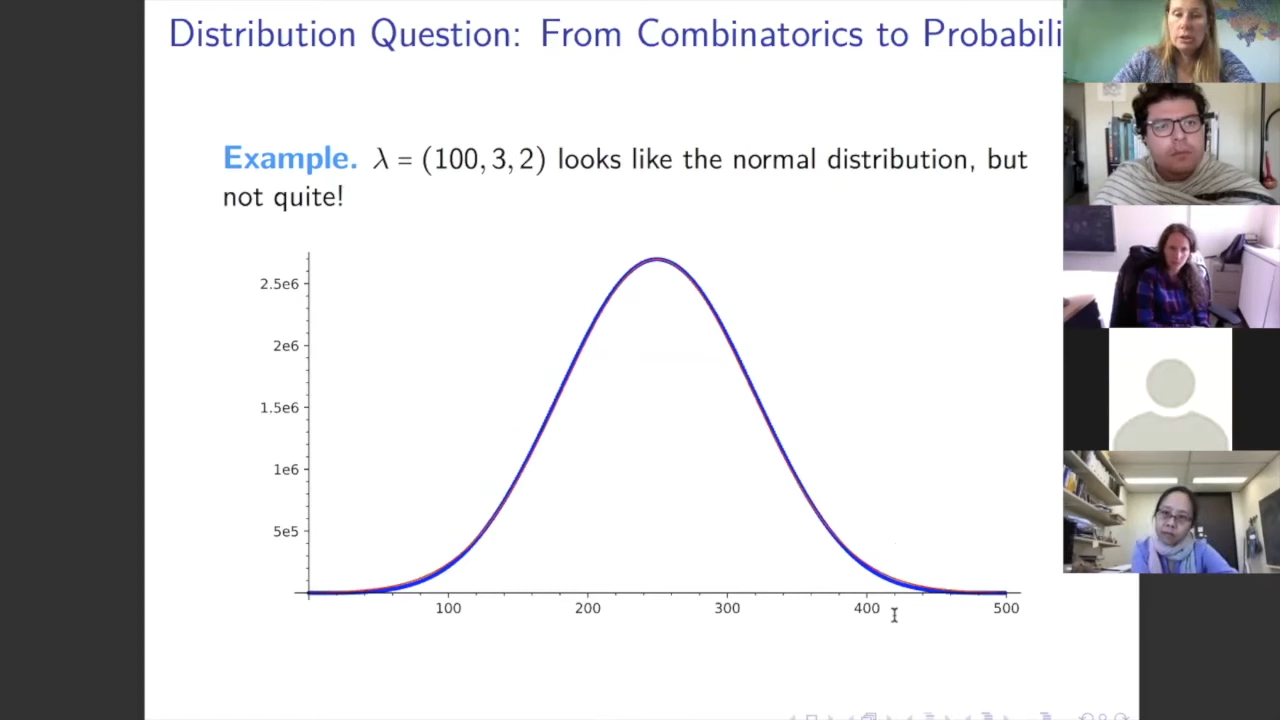 Distribution Question: From Combinatorics to Probabili
Example. λ = (100, 3, 2) looks like the normal distribution, but
not quite!
2.5e6
2e6
1.5e6
1e6
5e5
100 200 300 400 500